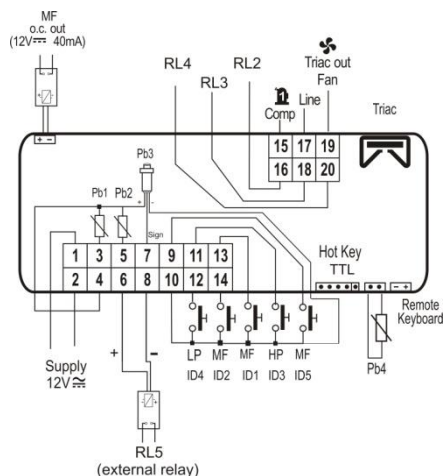 MF
o.c. out
(12V⎓ 40mA)
RL4
RL3
RL2
Comp
Line
Triac out
Fan
Triac
15 17 19
16 18 20
+ -
Pb1
Pb2
Pb3
+ -
Sign
1 3 5 7 9 11 13
2 4 6 8 10 12 14
Hot Key
TTL
- +
Remote
Keyboard
Pb4
Supply
12V
+
-
LP MF MF HP MF
ID4 ID2 ID1 ID3 ID5
RL5
(external relay)